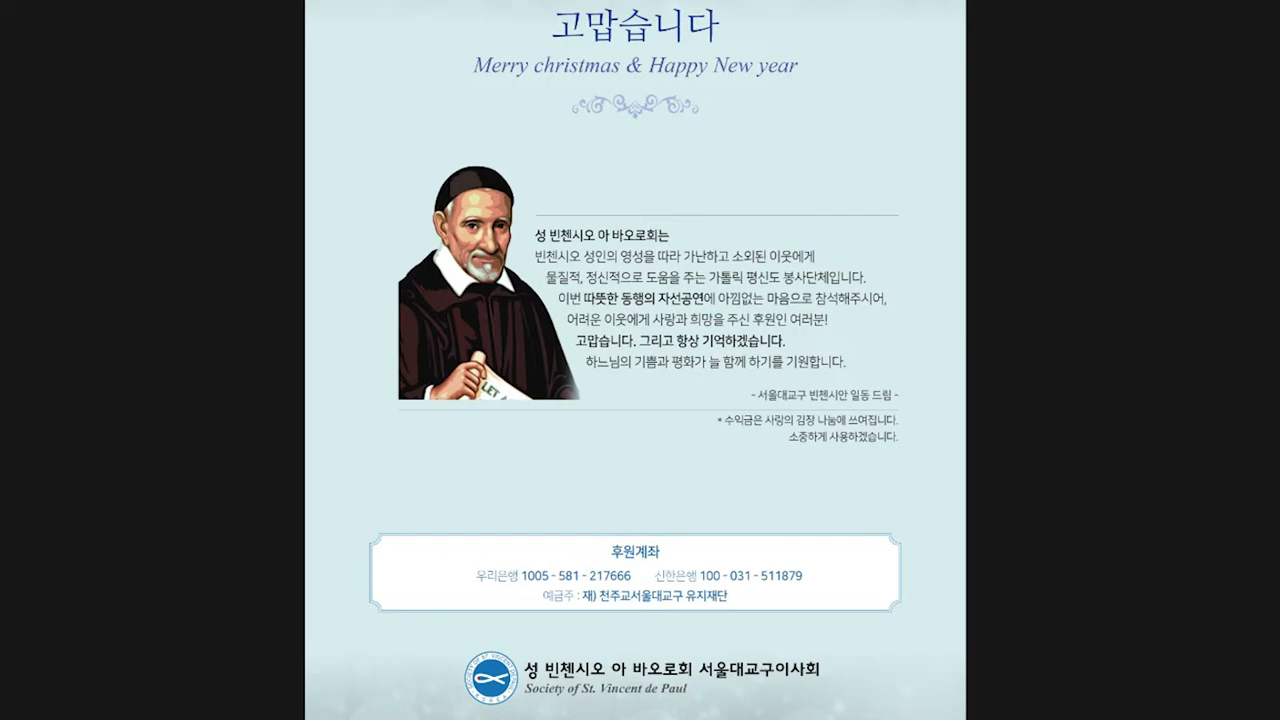 고맙습니다
Merry christmas & Happy New year
성 빈첸시오 아 바오로회는
빈첸시오 성인의 영성을 따라 가난하고 소외된 이웃에게
물질적, 정신적으로 도움을 주는 가톨릭 평신도 봉사단체입니다.
이번 따뜻한 동행의 자선공연에 아낌없는 마음으로 참석해주시어,
어려운 이웃에게 사랑과 희망을 주신 후원인 여러분!
고맙습니다. 그리고 항상 기억하겠습니다.
하느님의 기쁨과 평화가 늘 함께 하기를 기원합니다.
LET
- 서울대교구 빈첸시안 일동 드림 -
* 수익금은 사랑의 김장 나눔에 쓰여집니다.
소중하게 사용하겠습니다.
후원계좌
우리은행 1005 - 581 - 217666 신한은행 100 - 031 - 511879
예금주 : 재) 천주교서울대교구 유지재단
성 빈첸시오 아 바오로회 서울대교구이사회
Society of St. Vincent de Paul